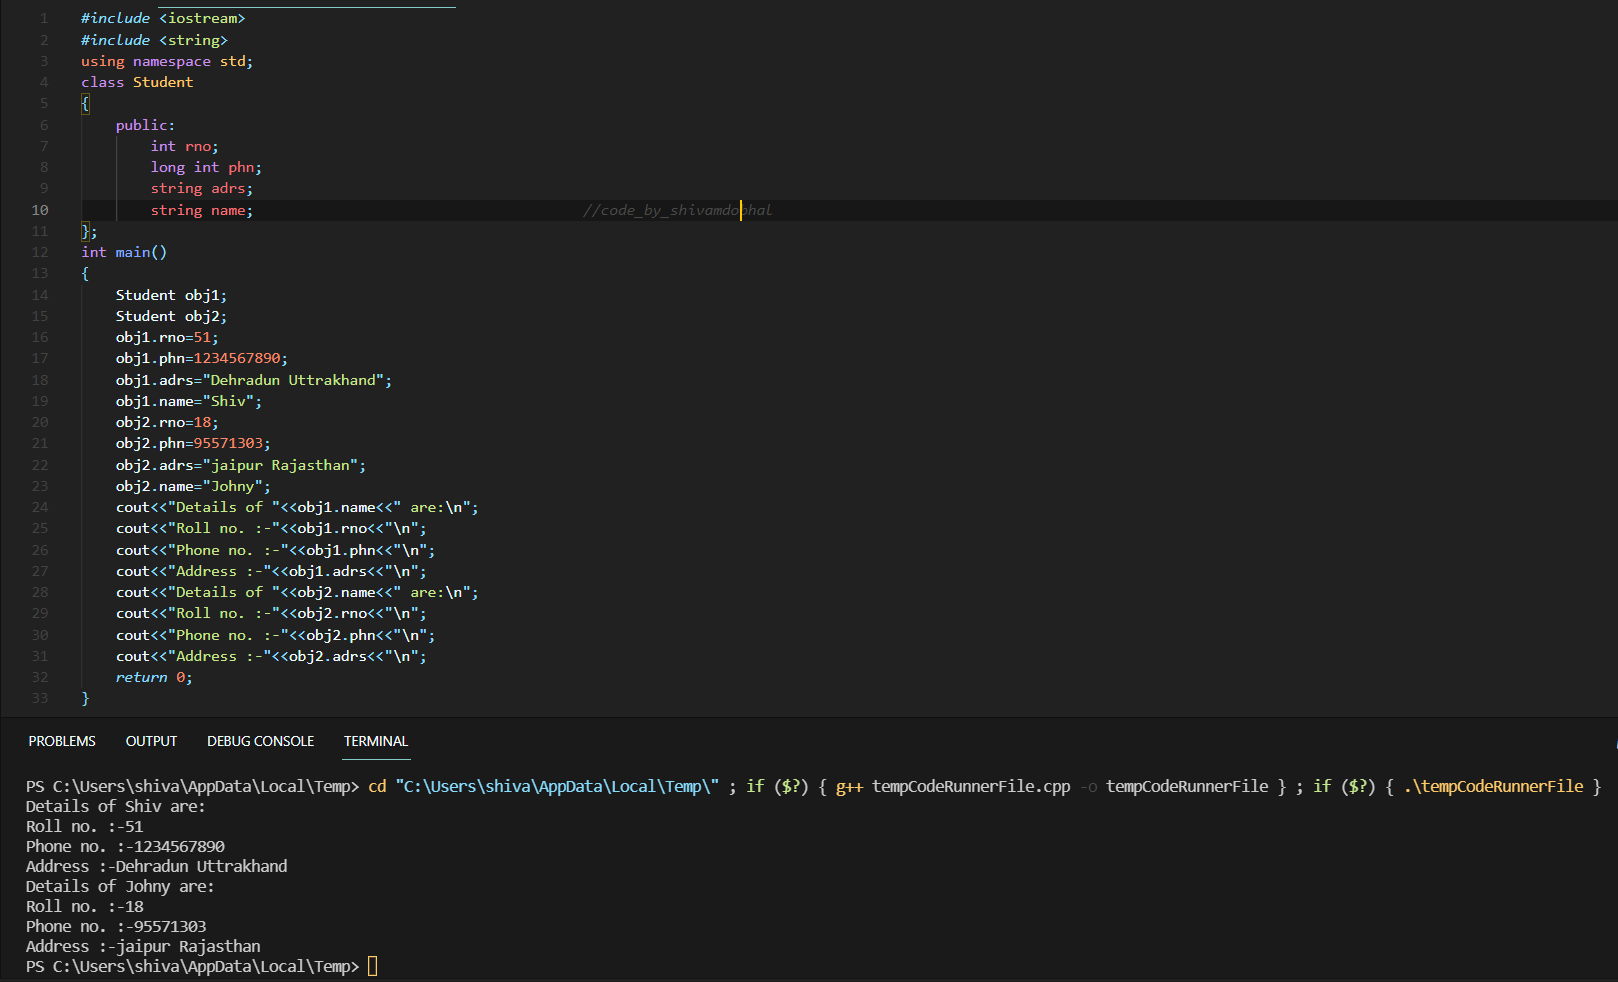 1 #include <iostream>
2 #include <string>
3 using namespace std;
4 class Student
5 {
6     public:
7         int rno;
8         long int phn;
9         string adrs;
10         string name;                    //code_by_shivamdobhal
11 };
12 int main()
13 {
14     Student obj1;
15     Student obj2;
16     obj1.rno=51;
17     obj1.phn=1234567890;
18     obj1.adrs="Dehradun Uttrakhand";
19     obj1.name="Shiv";
20     obj2.rno=18;
21     obj2.phn=95571303;
22     obj2.adrs="jaipur Rajasthan";
23     obj2.name="Johny";
24     cout<<"Details of "<<obj1.name<<" are:\n";
25     cout<<"Roll no. :-"<<obj1.rno<<"\n";
26     cout<<"Phone no. :-"<<obj1.phn<<"\n";
27     cout<<"Address :-"<<obj1.adrs<<"\n";
28     cout<<"Details of "<<obj2.name<<" are:\n";
29     cout<<"Roll no. :-"<<obj2.rno<<"\n";
30     cout<<"Phone no. :-"<<obj2.phn<<"\n";
31     cout<<"Address :-"<<obj2.adrs<<"\n";
32     return 0;
33 }
PROBLEMS OUTPUT DEBUG CONSOLE TERMINAL
PS C:\Users\shiva\AppData\Local\Temp> cd "C:\Users\shiva\AppData\Local\Temp\" ; if ($?) { g++ tempCodeRunnerFile.cpp -o tempCodeRunnerFile } ; if ($?) { .\tempCodeRunnerFile }
Details of Shiv are:
Roll no. :-51
Phone no. :-1234567890
Address :-Dehradun Uttrakhand
Details of Johny are:
Roll no. :-18
Phone no. :-95571303
Address :-jaipur Rajasthan
PS C:\Users\shiva\AppData\Local\Temp>